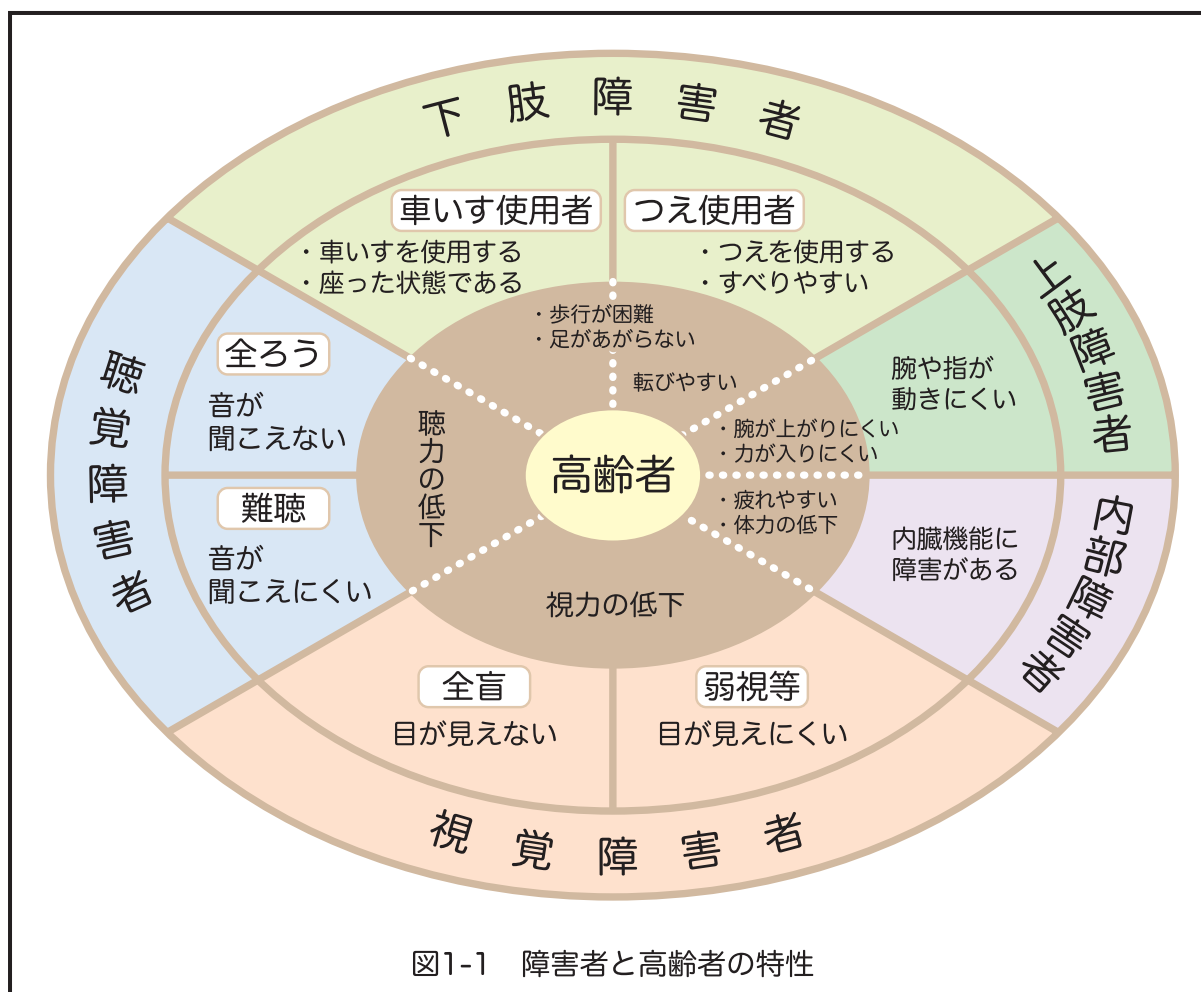 下肢障害者
車いす使用者
・車いすを使用する
・座った状態である
つえ使用者
・つえを使用する
・すべりやすい
・歩行が困難
・足があがらない
転びやすい
上肢障害者
腕や指が
動きにくい
・腕が上がりにくい
・力が入りにくい
聴覚障害者
全ろう
音が
聞こえない
難聴
音が
聞こえにくい
聴力の低下
高齢者
・疲れやすい
・体力の低下
内部障害者
内臓機能に
障害がある
視力の低下
全盲
目が見えない
弱視等
目が見えにくい
視覚障害者
図1-1 障害者と高齢者の特性